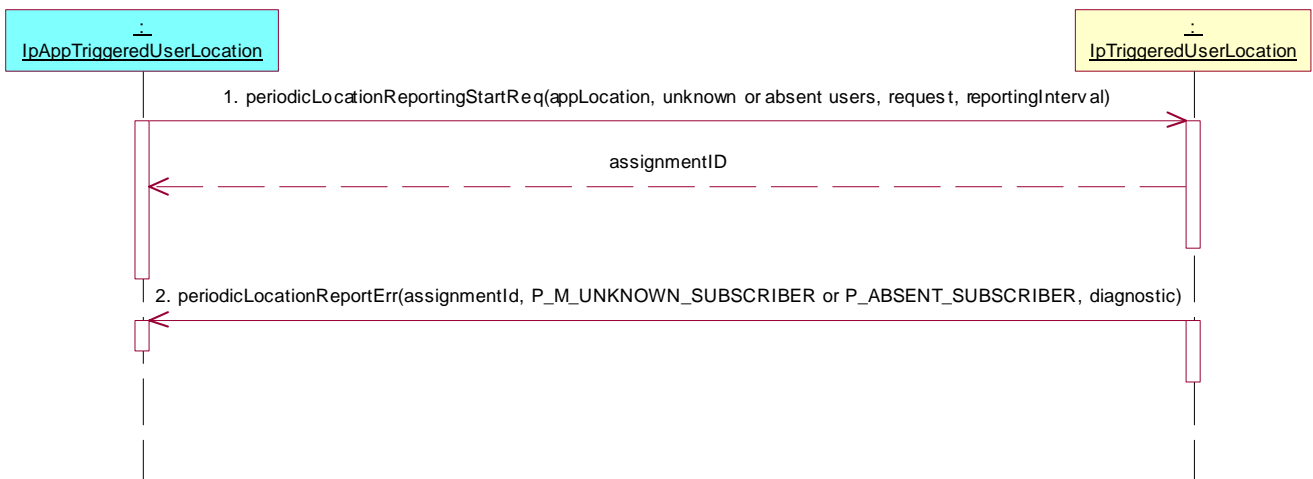 :
IpAppTriggeredUserLocation
:
IpTriggeredUserLocation
1. periodicLocationReportingStartReq(appLocation, unknown or absent users, request, reportingInterval)
assignmentID
2. periodicLocationReportErr(assignmentId, P_M_UNKNOWN_SUBSCRIBER or P_ABSENT_SUBSCRIBER, diagnostic)